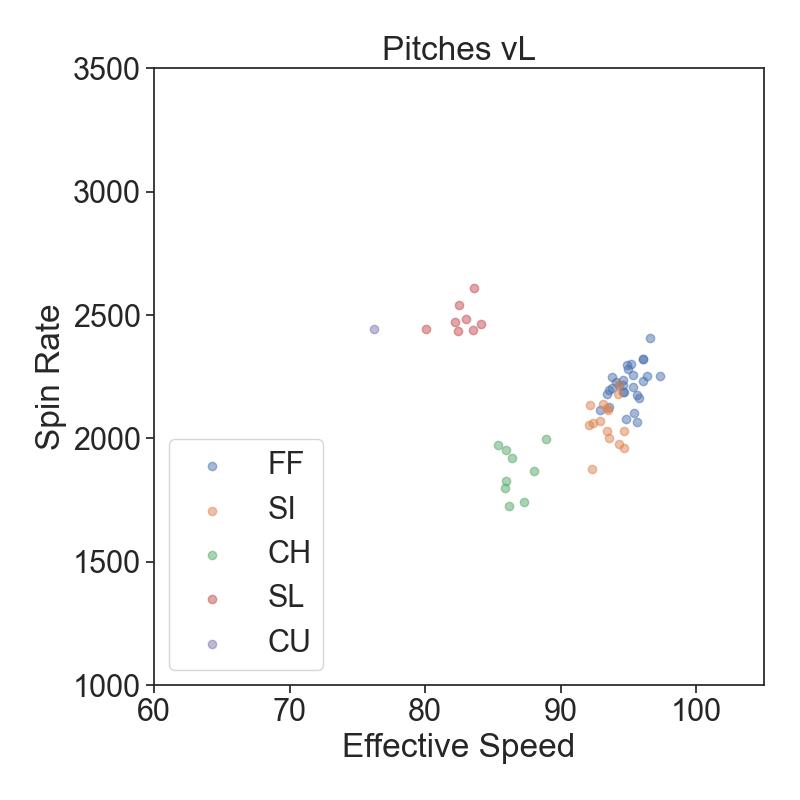 Pitches vL
3500
3000
2500
2000
1500
1000
Spin Rate
FF
SI
CH
SL
CU
60 70 80 90 100
Effective Speed